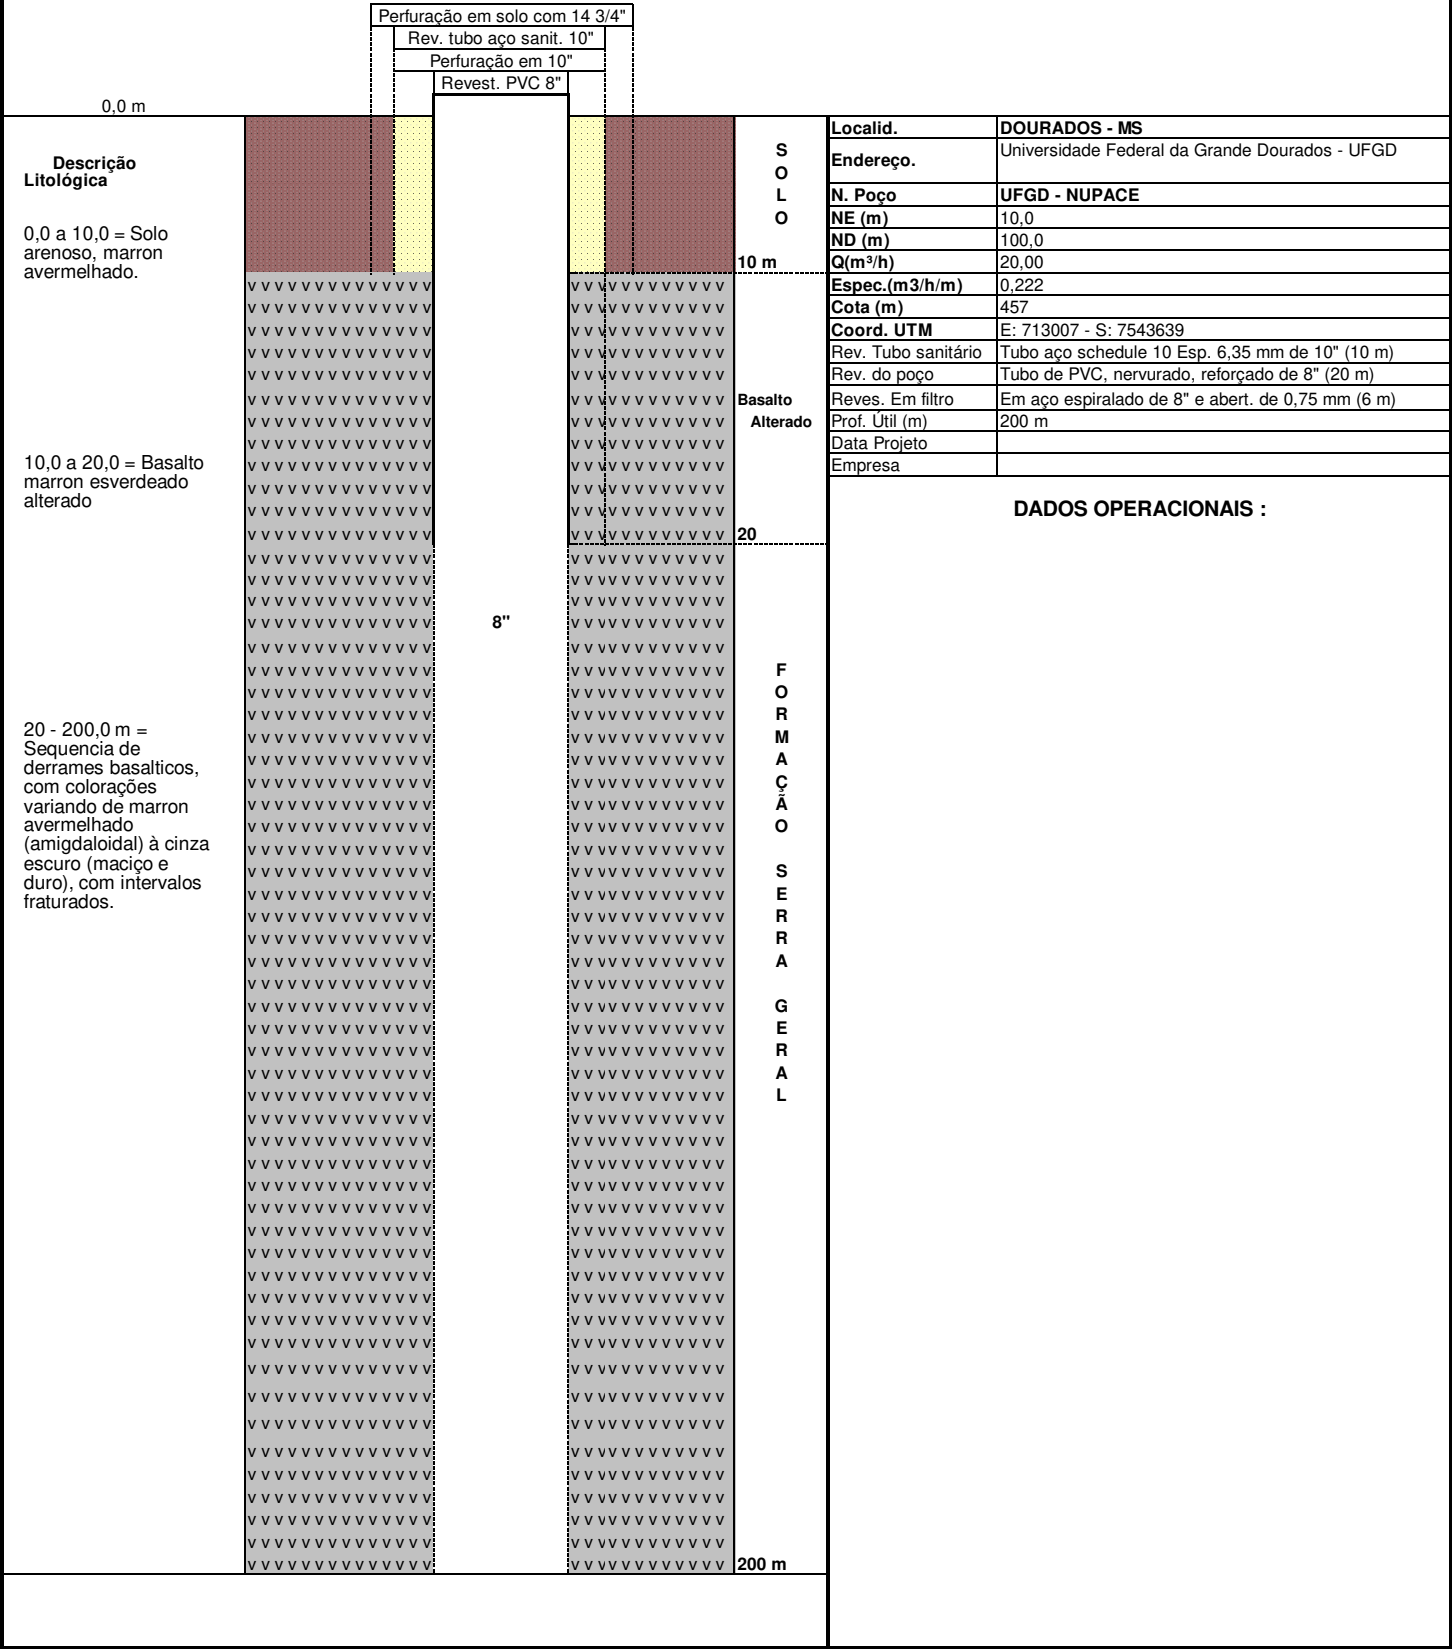 Perfuração em solo com 14 3/4"
Rev. tubo aço sanit. 10"
Perfuração em 10"
Revest. PVC 8"
0,0 m
Descrição
Litológica
0,0 a 10,0 = Solo
arenoso, marron
avermelhado.
10,0 a 20,0 = Basalto
marron esverdeado
alterado
20 - 200,0 m =
Sequencia de
derrames basalticos,
com colorações
variando de marron
avermelhado
(amigdaloidal) à cinza
escuro (maciço e
duro), com intervalos
fraturados.
8"
SOLO
10 m
Basalto
Alterado
20
FORMAÇÃO SERRA GERAL
200 m
Localid. DOURADOS - MS
Endereço. Universidade Federal da Grande Dourados - UFGD
N. Poço UFGD - NUPACE
NE (m) 10,0
ND (m) 100,0
Q(m³/h) 20,00
Espec.(m3/h/m) 0,222
Cota (m) 457
Coord. UTM E: 713007 - S: 7543639
Rev. Tubo sanitário Tubo aço schedule 10 Esp. 6,35 mm de 10" (10 m)
Rev. do poço Tubo de PVC, nervurado, reforçado de 8" (20 m)
Reves. Em filtro Em aço espiralado de 8" e abert. de 0,75 mm (6 m)
Prof. Útil (m) 200 m
Data Projeto
Empresa
DADOS OPERACIONAIS :